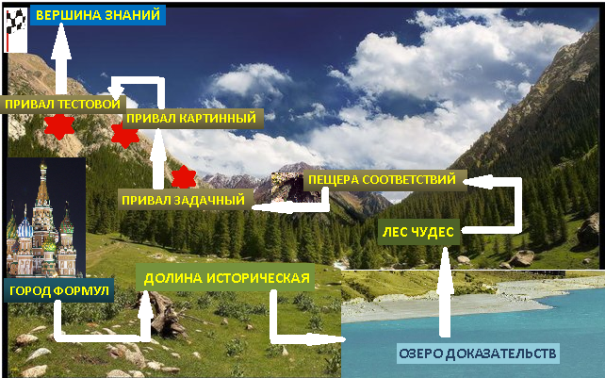 ВЕРШИНА ЗНАНИЙ
ПРИВАЛ ТЕСТОВОЙ
ПРИВАЛ КАРТИННЫЙ
ПЕЩЕРА СООТВЕТСТВИЙ
ПРИВАЛ ЗАДАЧНЫЙ
ЛЕС ЧУДЕС
ДОЛИНА ИСТОРИЧЕСКАЯ
ГОРОД ФОРМУЛ
ОЗЕРО ДОКАЗАТЕЛЬСТВ